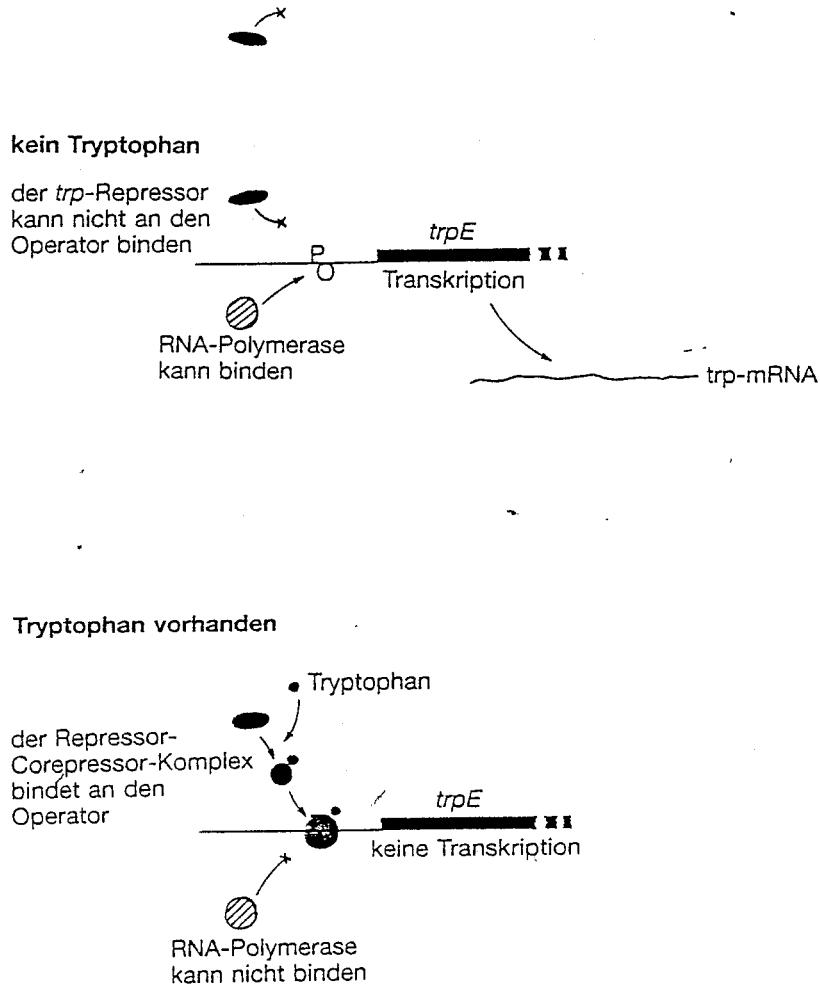 kein Tryptophan
der trp-Repressor
kann nicht an den
Operator binden
trpE
P
O
Transkription
RNA-Polymerase
kann binden
trp-mRNA
Tryptophan vorhanden
Tryptophan
der Repressor-
Corepressor-Komplex
bindet an den
Operator
trpE
keine Transkription
RNA-Polymerase
kann nicht binden